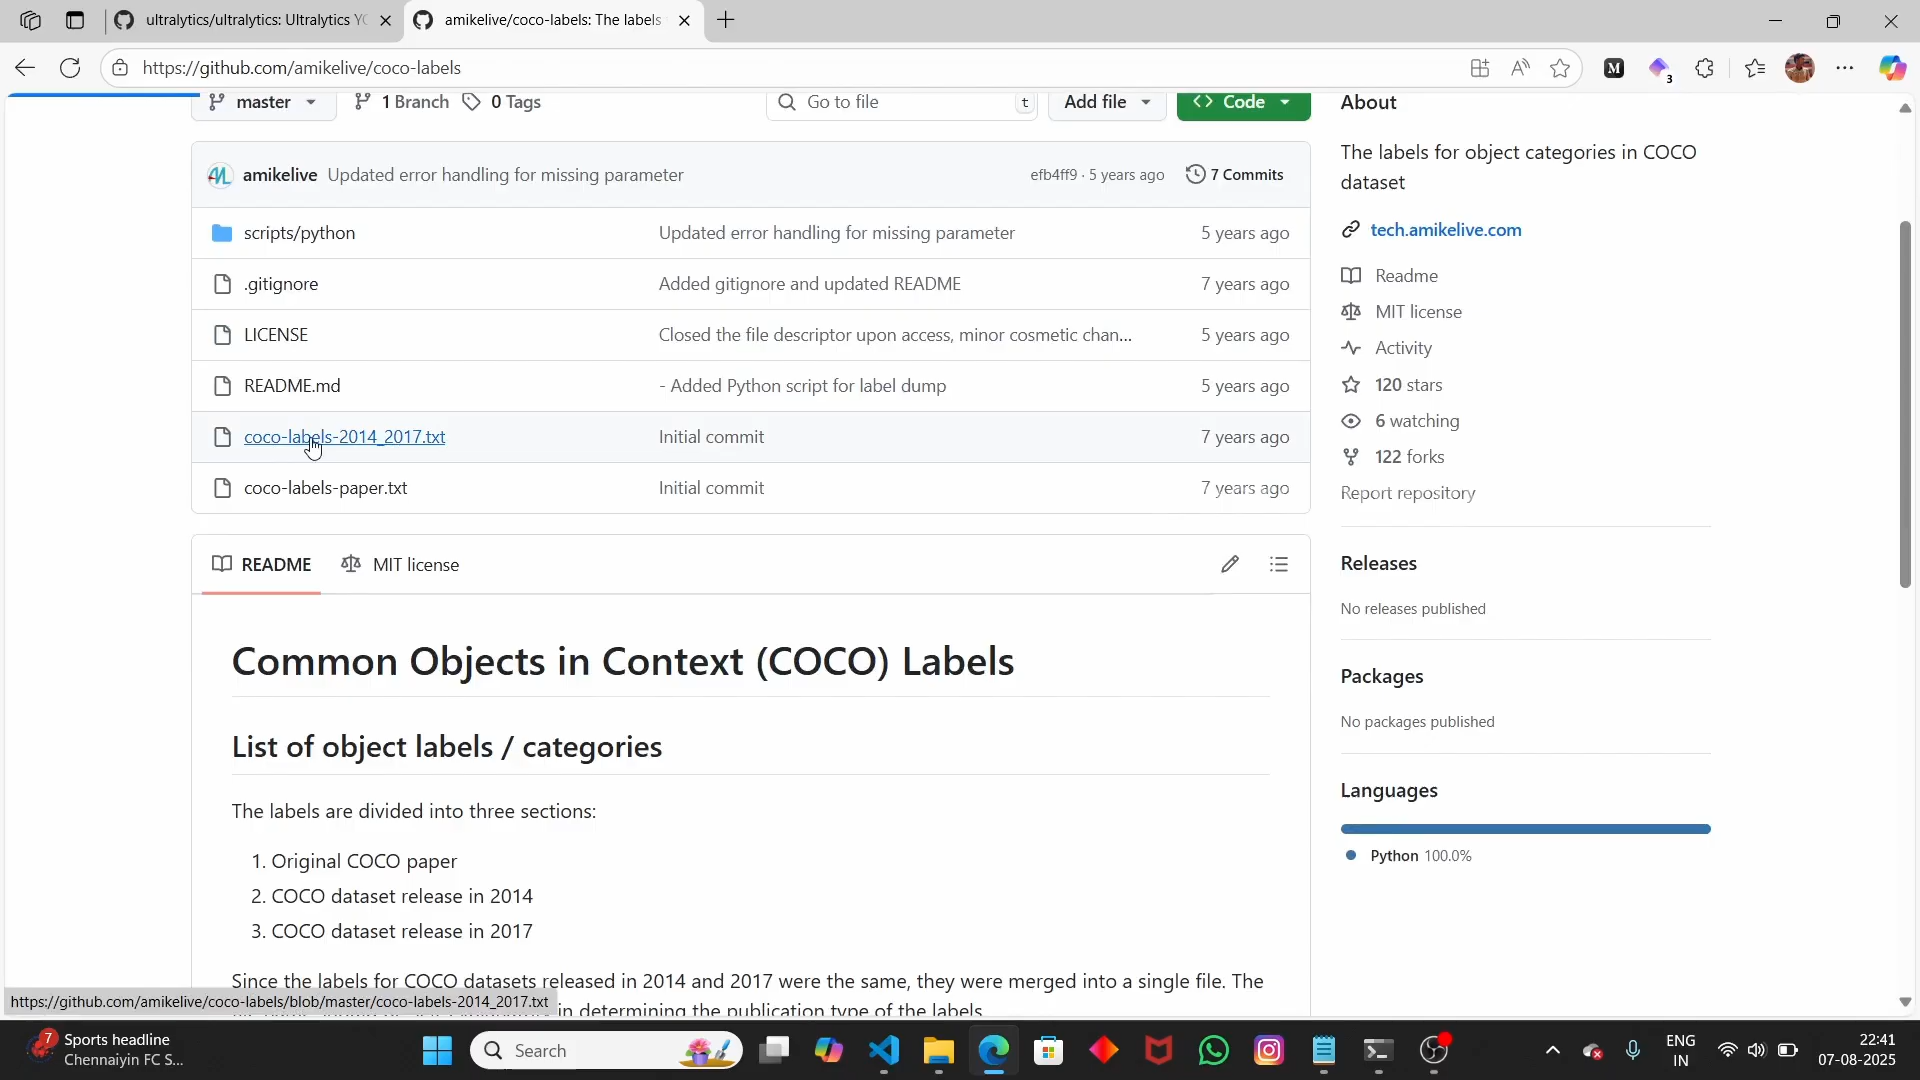 ultralytics/ultralytics: Ultralytics YO
amikelive/coco-labels: The labels
https://github.com/amikelive/coco-labels
M
3
master
1 Branch
0 Tags
Go to file
t
Add file
Code
About
The labels for object categories in COCO
dataset
tech.amikelive.com
Readme
MIT license
Activity
120 stars
6 watching
122 forks
Report repository
amikelive Updated error handling for missing parameter efb4ff9 · 5 years ago 7 Commits
scripts/python Updated error handling for missing parameter 5 years ago
.gitignore Added gitignore and updated README 7 years ago
LICENSE Closed the file descriptor upon access, minor cosmetic chan... 5 years ago
README.md - Added Python script for label dump 5 years ago
coco-labels-2014_2017.txt Initial commit 7 years ago
coco-labels-paper.txt Initial commit 7 years ago
README
MIT license
Common Objects in Context (COCO) Labels
List of object labels / categories
The labels are divided into three sections:
1. Original COCO paper
2. COCO dataset release in 2014
3. COCO dataset release in 2017
Since the labels for COCO datasets released in 2014 and 2017 were the same, they were merged into a single file. The
in determining the publication type of the labels.
Releases
No releases published
Packages
No packages published
Languages
Python 100.0%
https://github.com/amikelive/coco-labels/blob/master/coco-labels-2014_2017.txt
7
Sports headline
Chennaiyin FC S...
Search
ENG
IN
22:41
07-08-2025